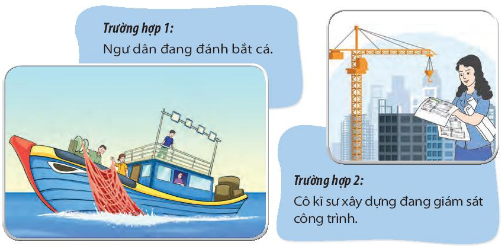 Trường hợp 1:
Ngư dân đang đánh bắt cá.
Trường hợp 2:
Cô kĩ sư xây dựng đang giám sát
công trình.